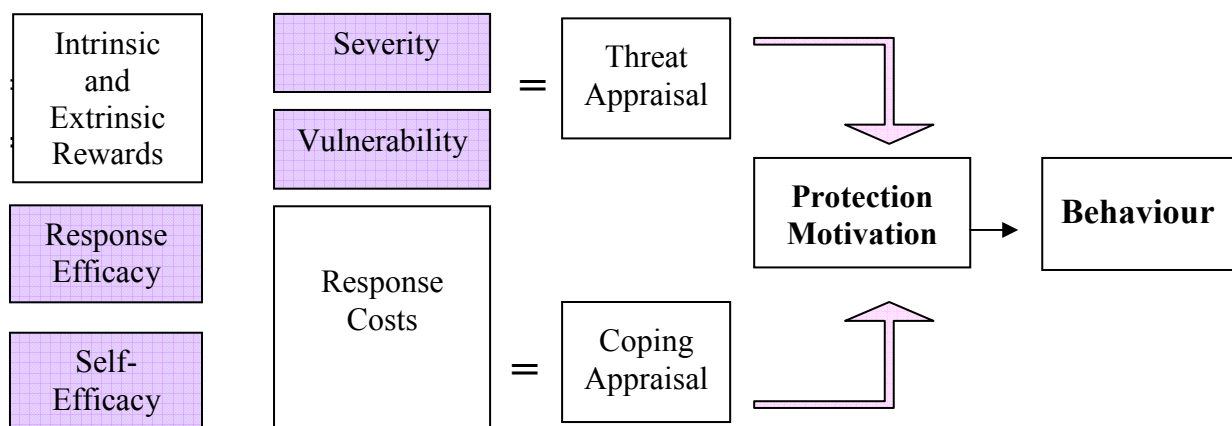 Intrinsic
and
Extrinsic
Rewards
Severity
Vulnerability
=
Threat
Appraisal
Response
Efficacy
Self-
Efficacy
Response
Costs
=
Coping
Appraisal
Protection
Motivation
Behaviour